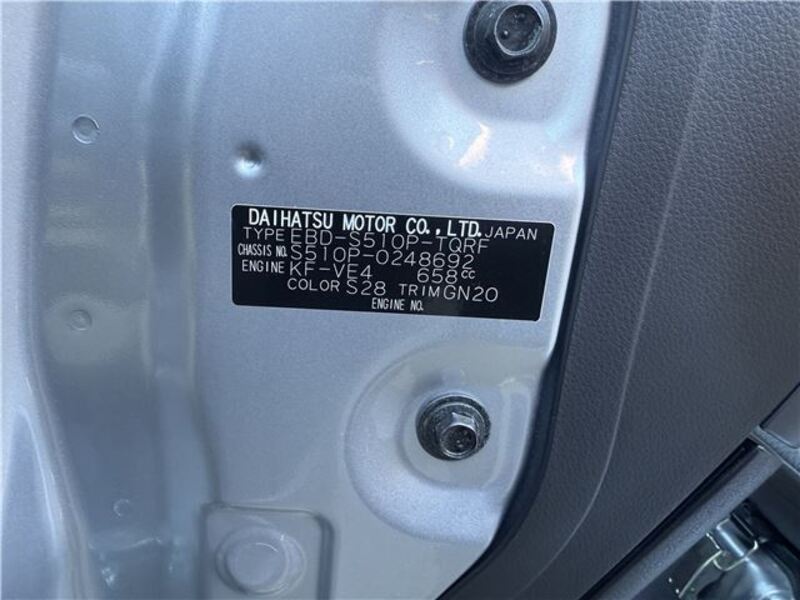 DAIHATSU MOTOR CO.,LTD. JAPAN
TYPE EBD-S510P-TQRF
CHASSIS NO. S510P-0248692
ENGINE KF-VE4 658cc
COLOR S28 TRIM GN20
ENGINE NO.